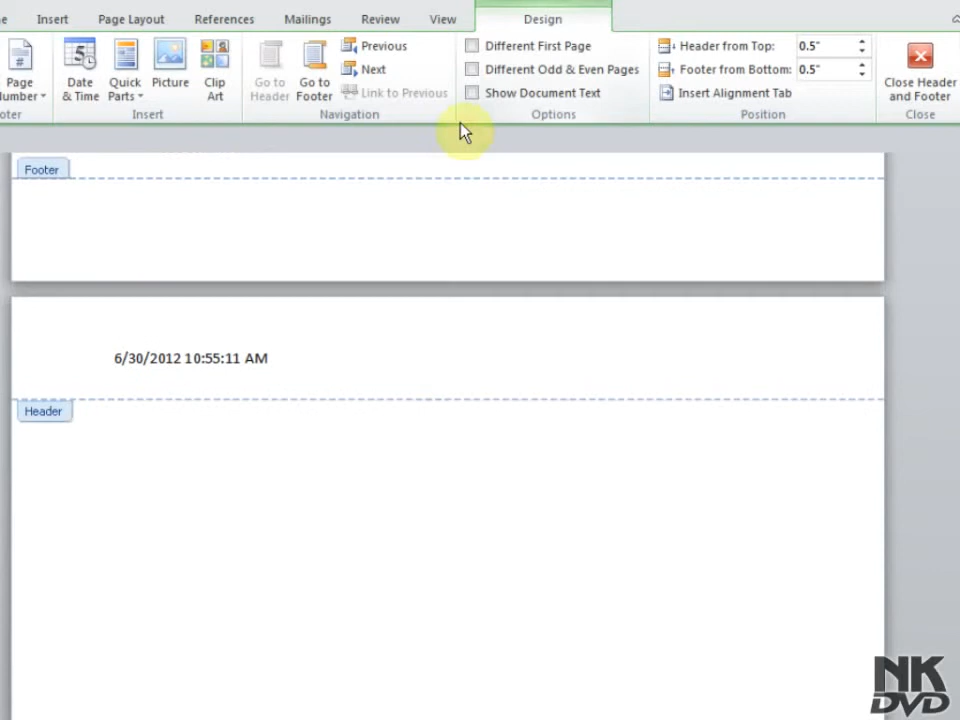 Insert Page Layout References Mailings Review View Design
Page Date Quick Picture Clip Go to Go to Previous Different First Page Header from Top: 0.5" Close Header
& Time Parts Art Header Footer Next Different Odd & Even Pages Footer from Bottom: 0.5" and Footer
Link to Previous Show Document Text Insert Alignment Tab
Insert Navigation Options Position Close
Footer
6/30/2012 10:55:11 AM
Header
NK
DVD